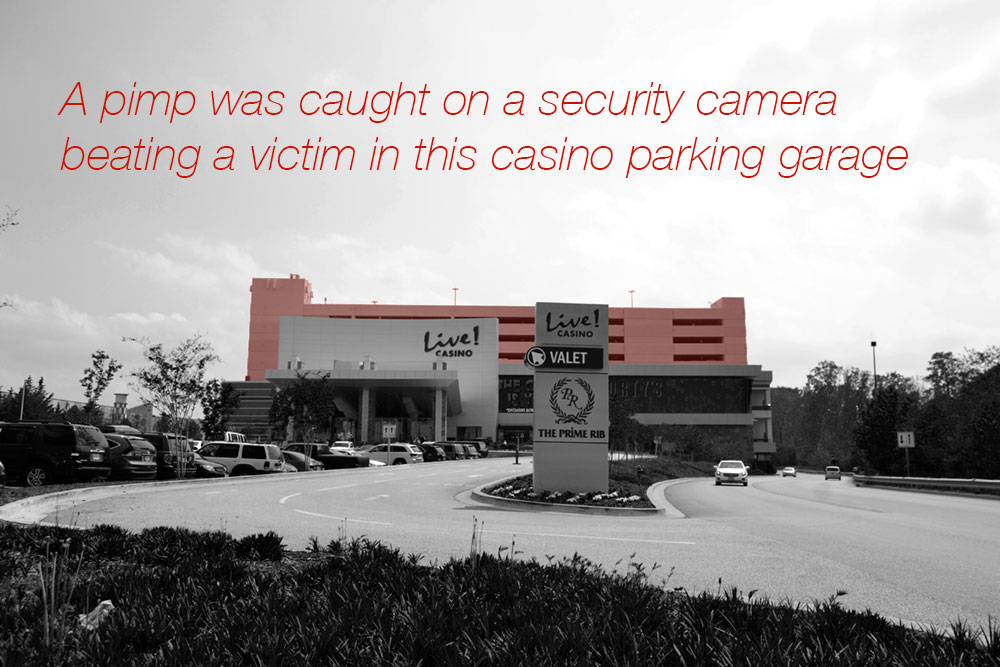 A pimp was caught on a security camera
beating a victim in this casino parking garage
Live!
CASINO
Live!
CASINO
VALET
PR
THE PRIME RIB